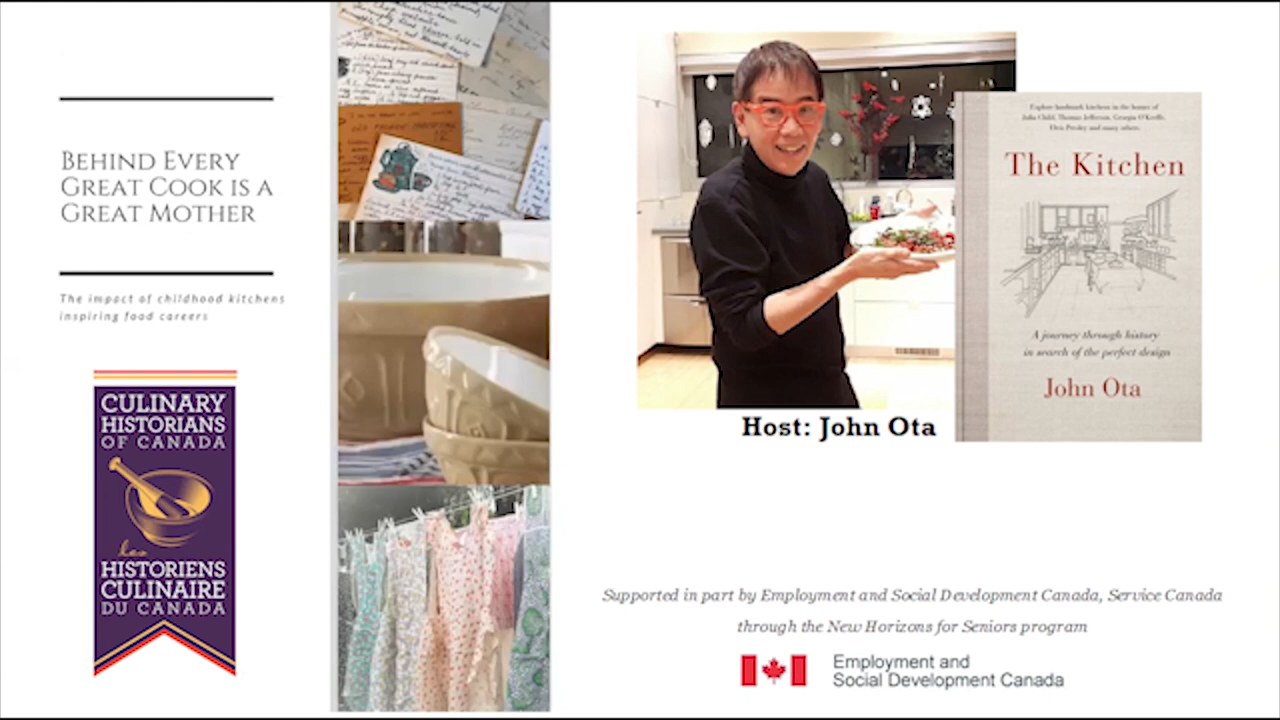 BEHIND EVERY
GREAT COOK IS A
GREAT MOTHER
The impact of childhood kitchens
inspiring food careers
CULINARY
HISTORIANS
OF CANADA
les
HISTORIENS
CULINAIRE
DU CANADA
Explore landmark kitchens in the homes of
Julia Child, Thomas Jefferson, Georgia O'Keeffe,
Elvis Presley and many others.
The Kitchen
A journey through history
in search of the perfect design
John Ota
Host: John Ota
Supported in part by Employment and Social Development Canada, Service Canada
through the New Horizons for Seniors program
Employment and
Social Development Canada